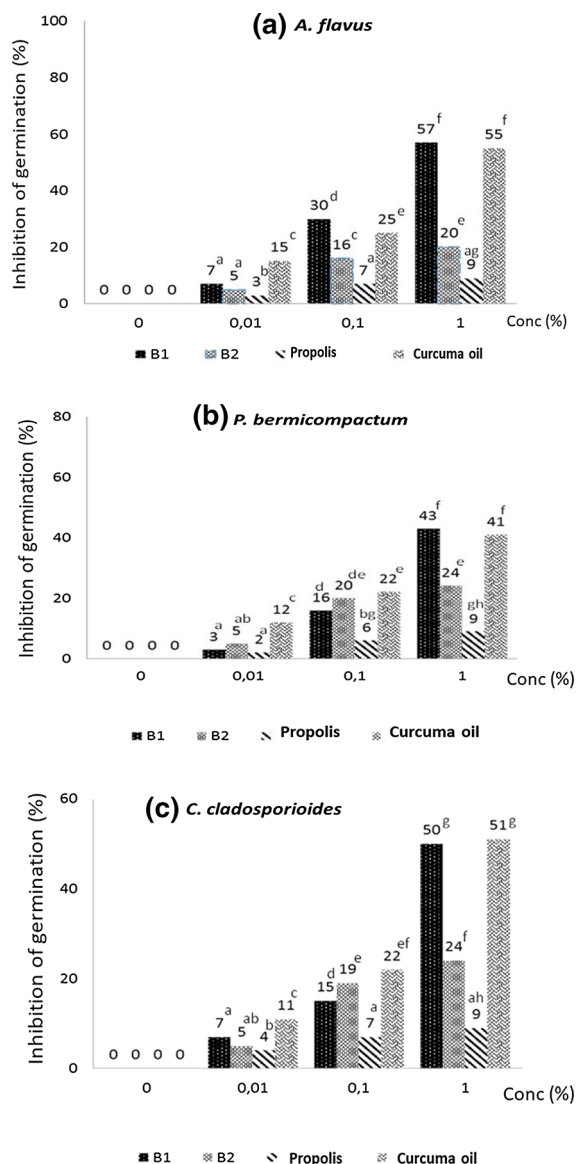 (a) A. flavus
Inhibition of germination (%)
100
80
60
40
20
0
0 0 0 0
7a 5a 3b 15c
30d 16c 7a 25e
57f 20e 9ag 55f
0 0,01 0,1 1 Conc (%)
B1 B2 Propolis Curcuma oil
(b) P. bermicompactum
Inhibition of germination (%)
80
60
40
20
0
0 0 0 0
3a 5ab 2a 12c
16d 20de 6bg 22e
43f 24e 9gh 41f
0 0,01 0,1 1 Conc (%)
B1 B2 Propolis Curcuma oil
(c) C. cladosporioides
Inhibition of germination (%)
60
40
20
0
0 0 0 0
7a 5ab 4b 11c
15d 19e 7a 22ef
50g 24f 9ah 51g
0 0,01 0,1 1 Conc (%)
B1 B2 Propolis Curcuma oil